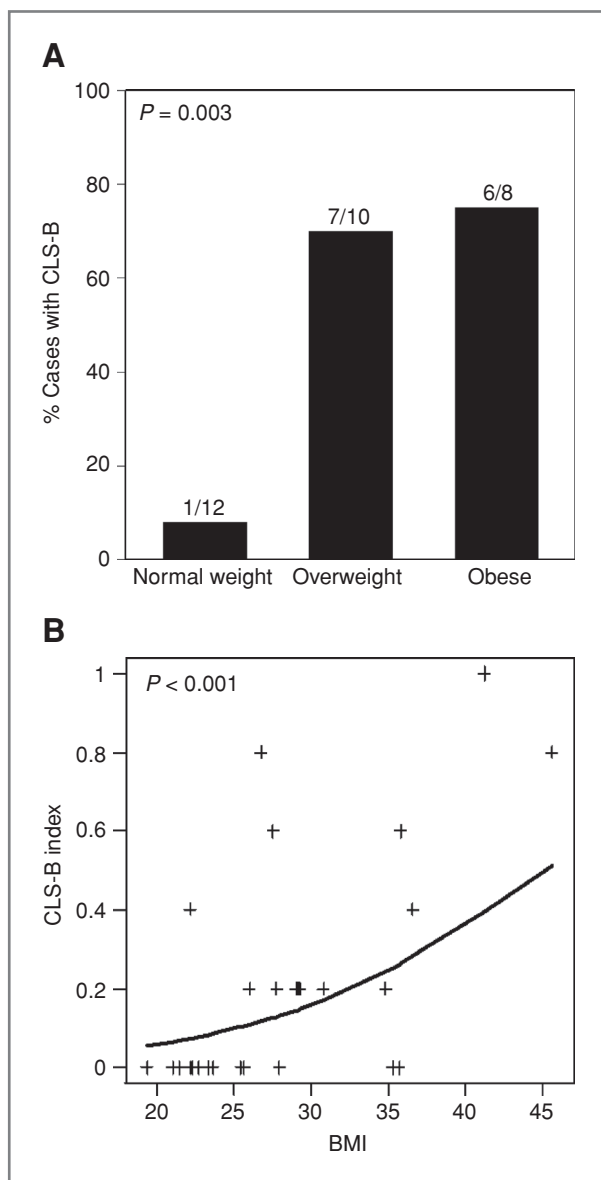 A
P = 0.003
% Cases with CLS-B
100
80
60
40
20
0
1/12
7/10
6/8
Normal weight Overweight Obese
B
P < 0.001
CLS-B index
1
0.8
0.6
0.4
0.2
0
20 25 30 35 40 45
BMI